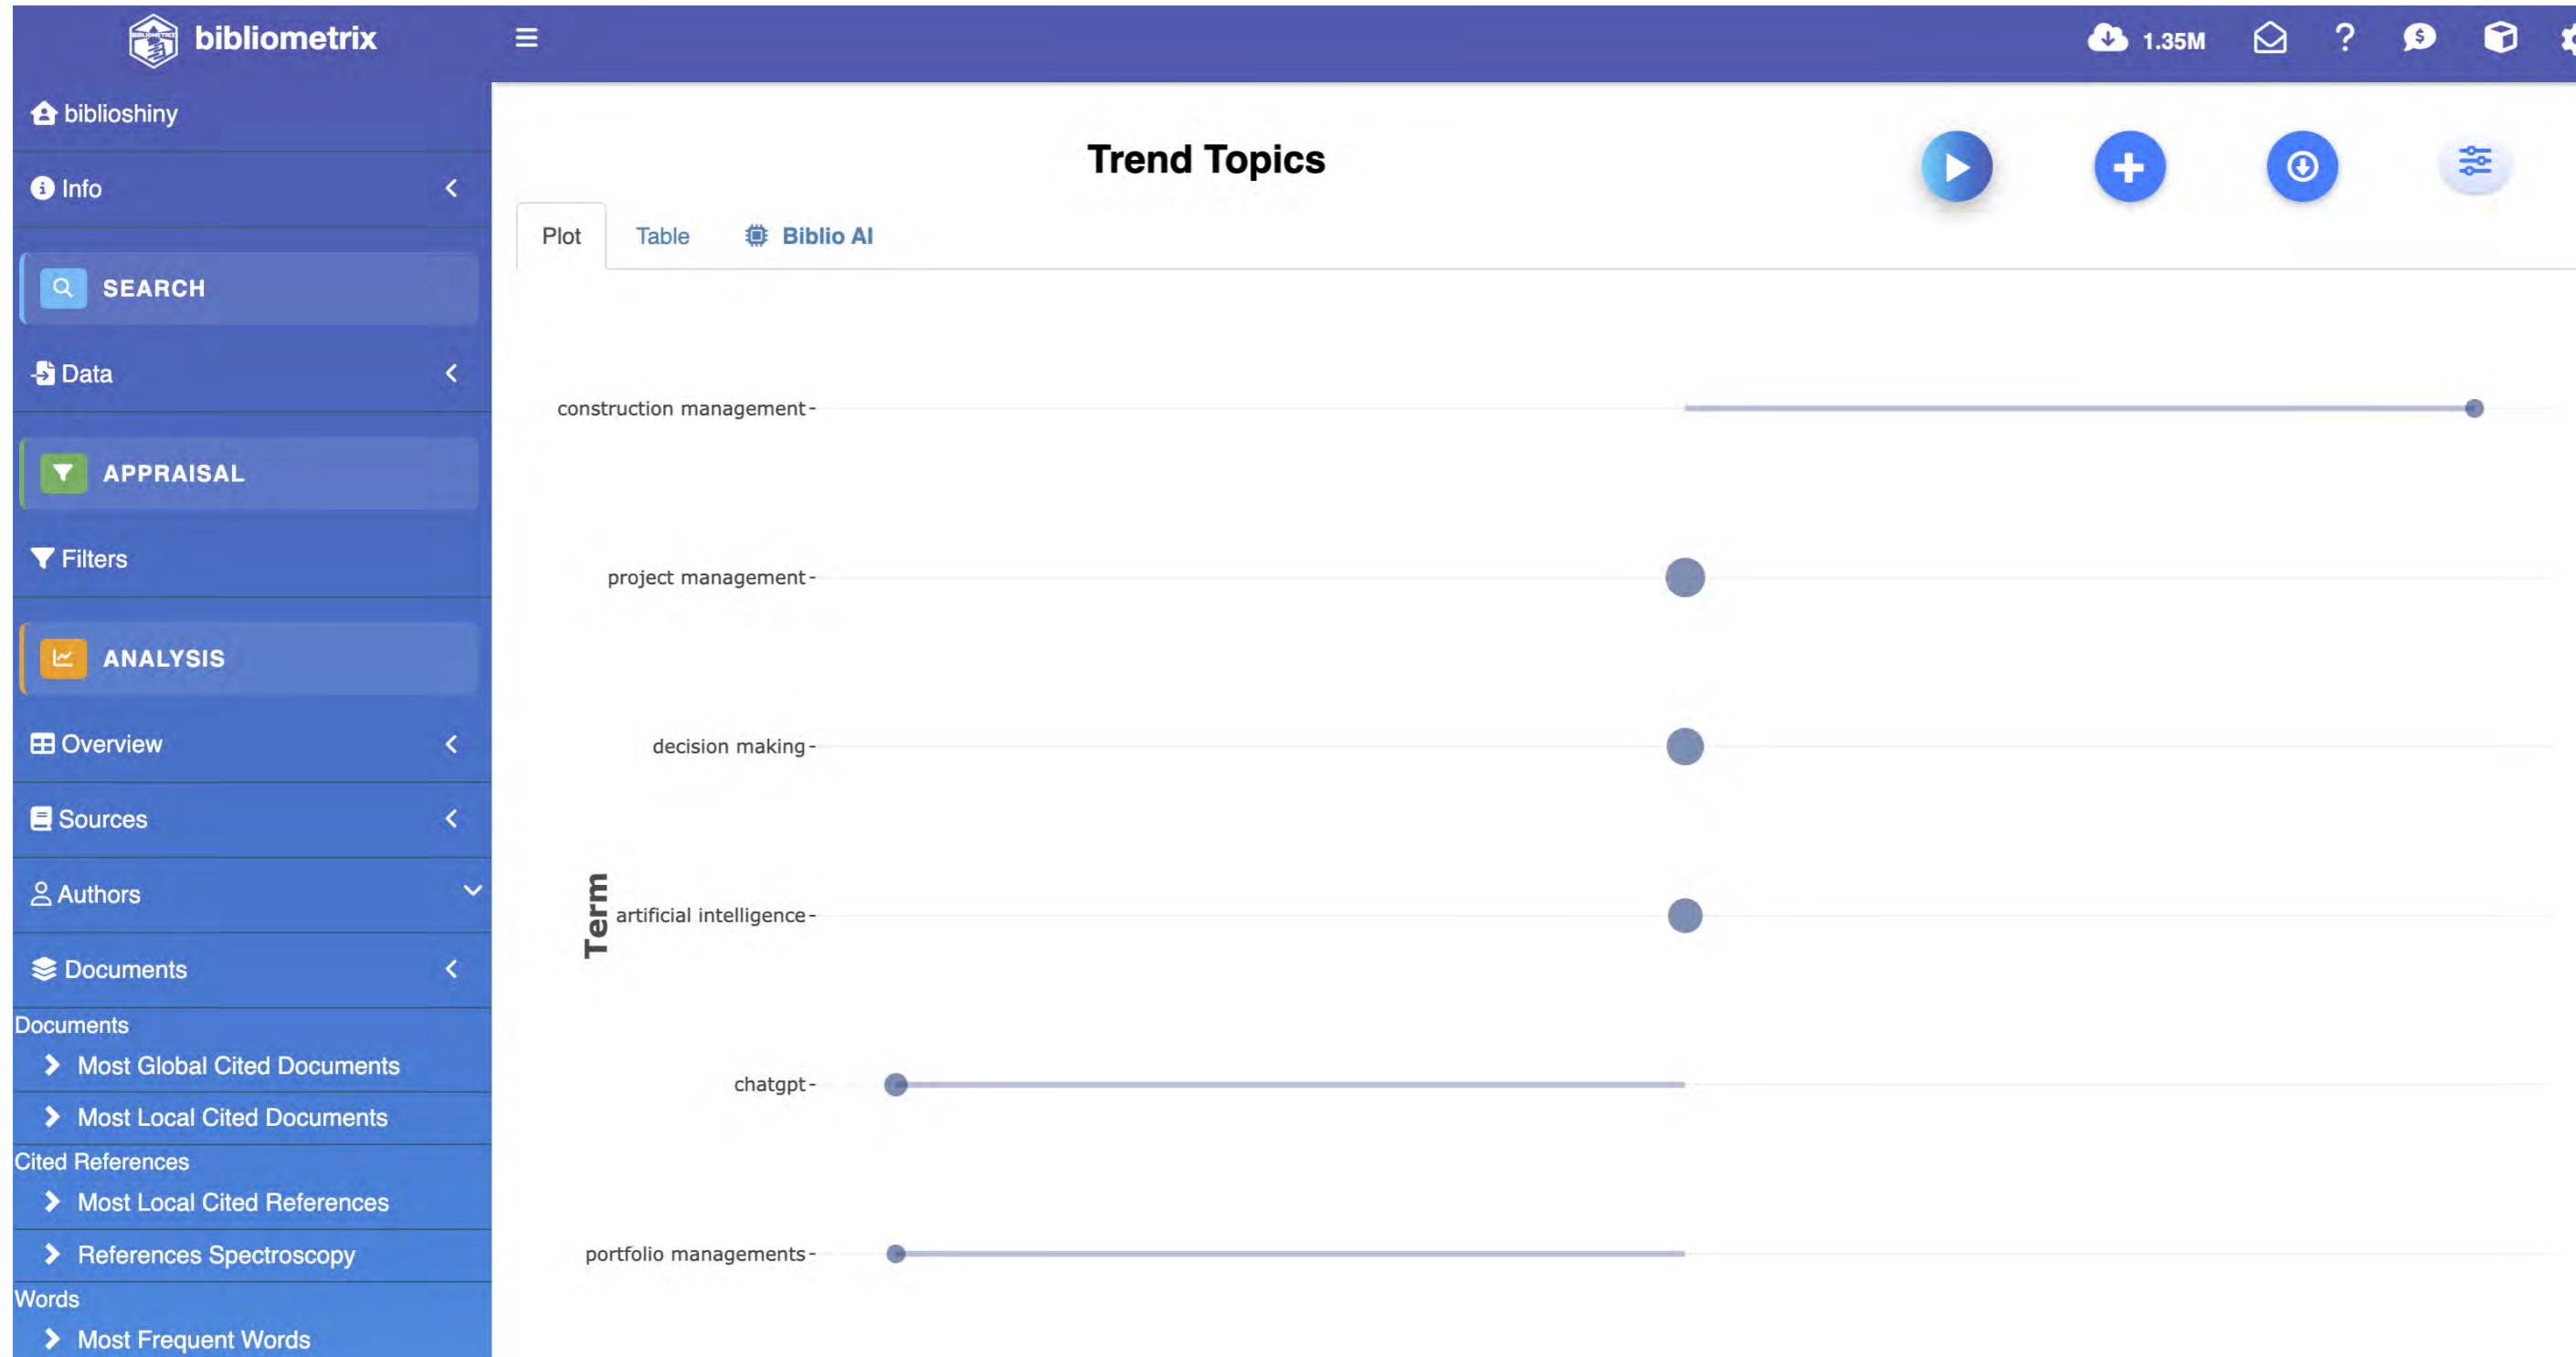 bibliometrix
1.35M
biblioshiny
Info
SEARCH
Data
APPRAISAL
Filters
ANALYSIS
Overview
Sources
Authors
Documents
Documents
Most Global Cited Documents
Most Local Cited Documents
Cited References
Most Local Cited References
References Spectroscopy
Words
Most Frequent Words
Trend Topics
Plot Table Biblio AI
construction management
project management
decision making
Term
artificial intelligence
chatgpt
portfolio managements